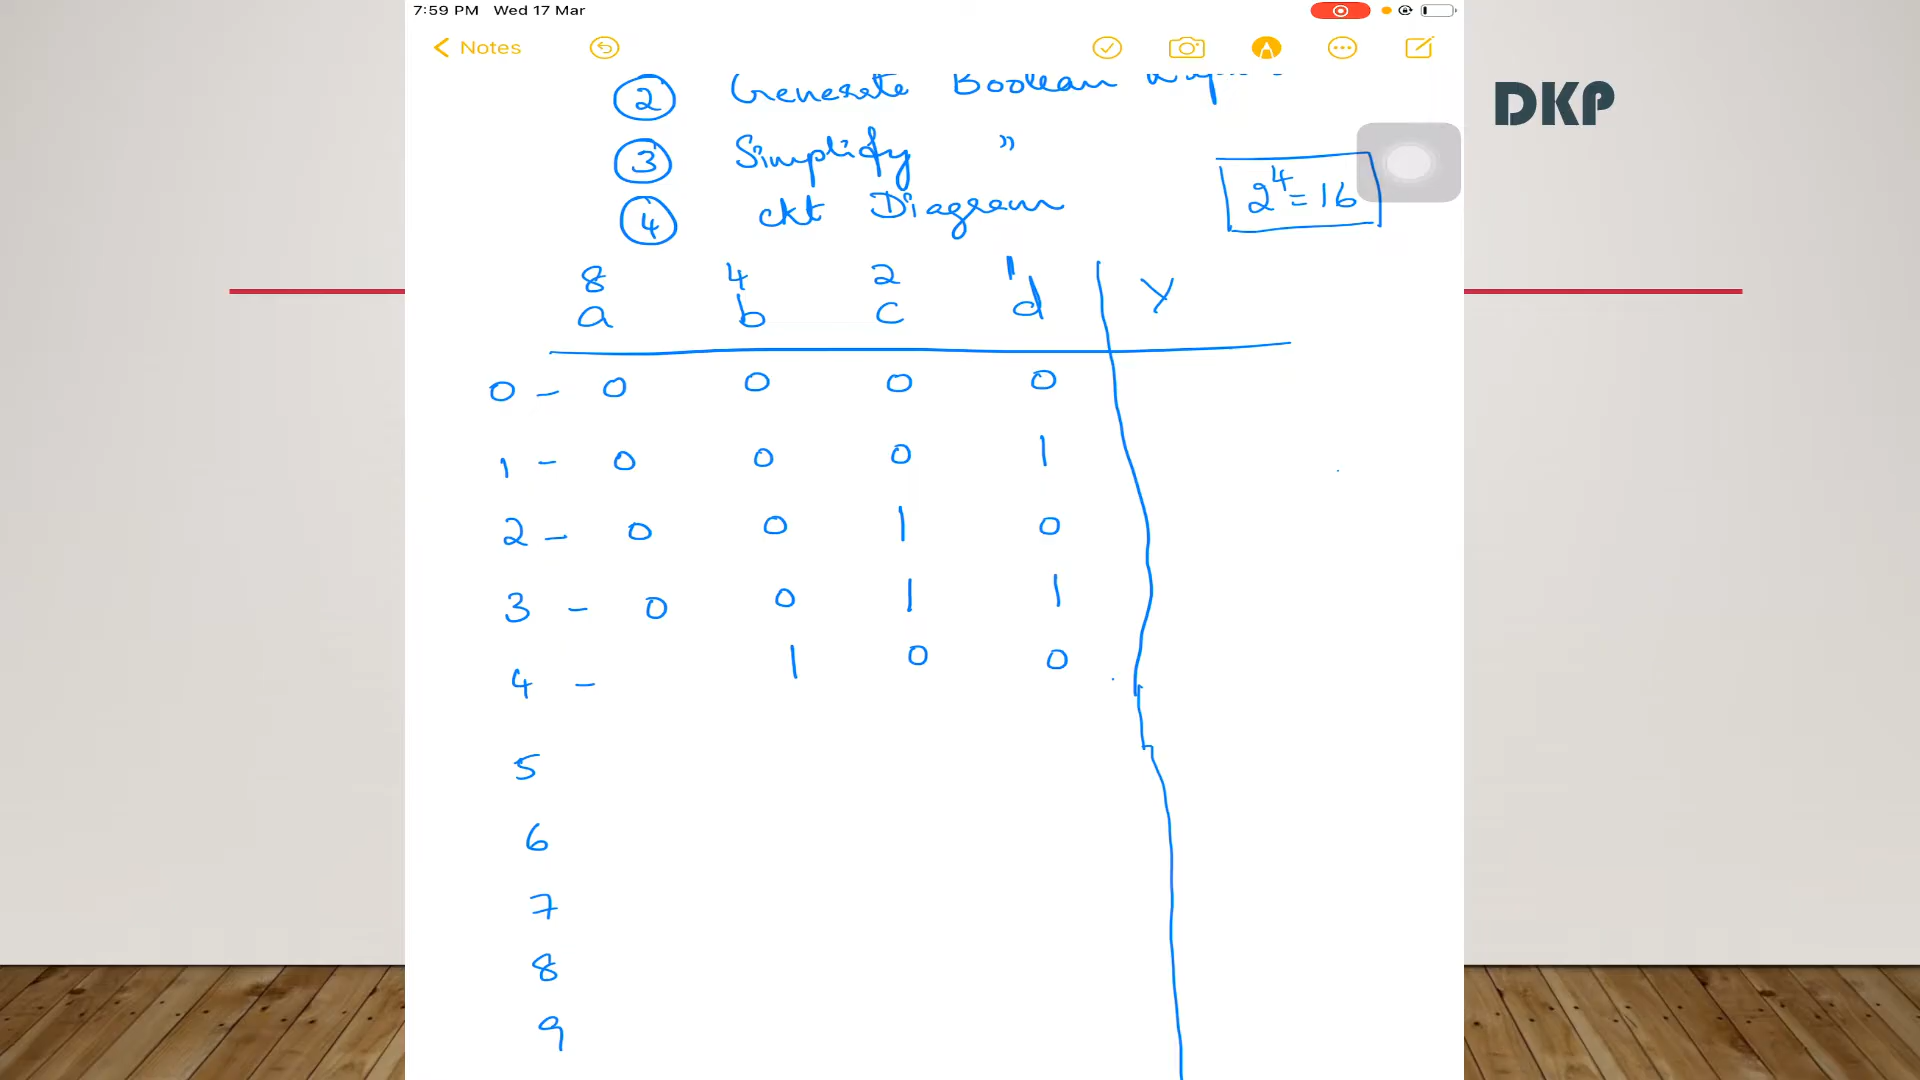 7:59 PM Wed 17 Mar
Notes
DKP
2 Generate Boolean
3 Simplify "
4 ckt Diagram
2^4 = 16
8 4 2 1
a b c d Y
0 - 0 0 0 0
1 - 0 0 0 1
2 - 0 0 1 0
3 - 0 0 1 1
4 - 1 0 0
5
6
7
8
9